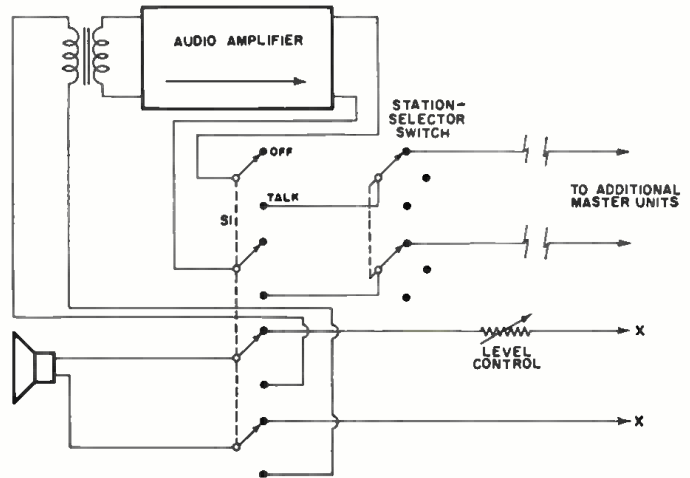 AUDIO AMPLIFIER
STATION-
SELECTOR
SWITCH
OFF
TALK
S1
TO ADDITIONAL
MASTER UNITS
X
LEVEL
CONTROL
X